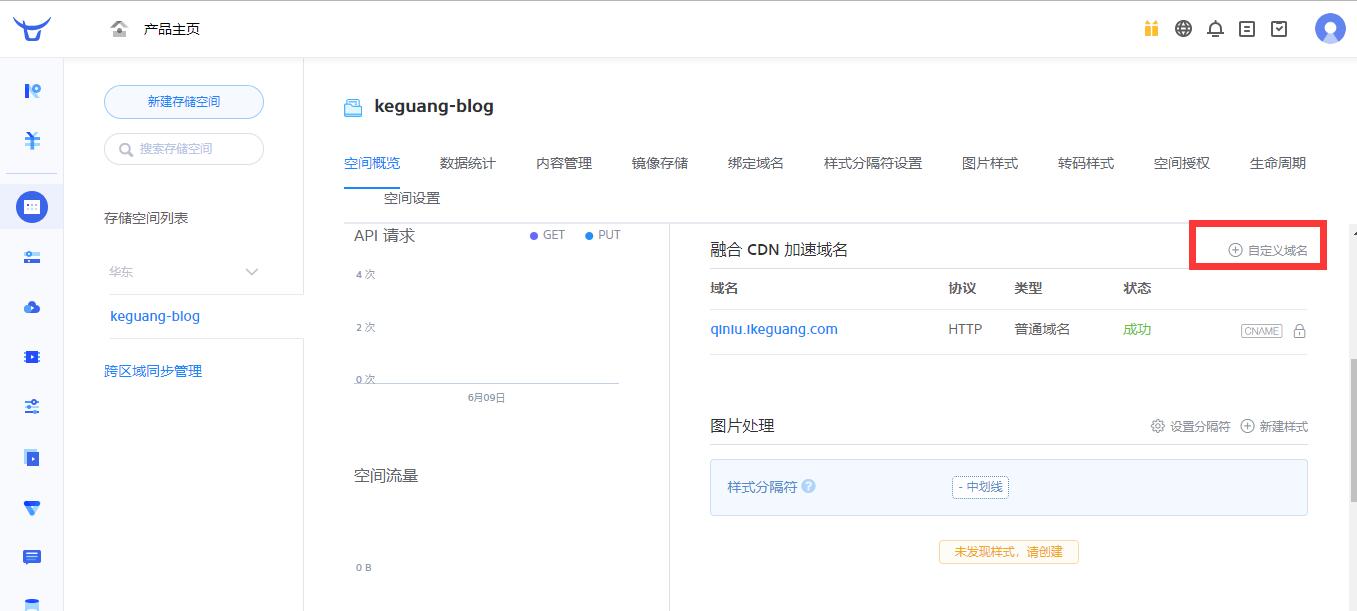 产品主页
新建存储空间
搜索存储空间
存储空间列表
华东
keguang-blog
跨区域同步管理
keguang-blog
空间概览 数据统计 内容管理 镜像存储 绑定域名 样式分隔符设置 图片样式 转码样式 空间授权 生命周期
空间设置
API 请求 GET PUT
4 次
2 次
0 次
6月09日
空间流量
0 B
融合 CDN 加速域名 自定义域名
域名 协议 类型 状态
qiniu.ikeguang.com HTTP 普通域名 成功 CNAME
图片处理 设置分隔符 新建样式
样式分隔符 ? - 中划线
未发现样式，请创建